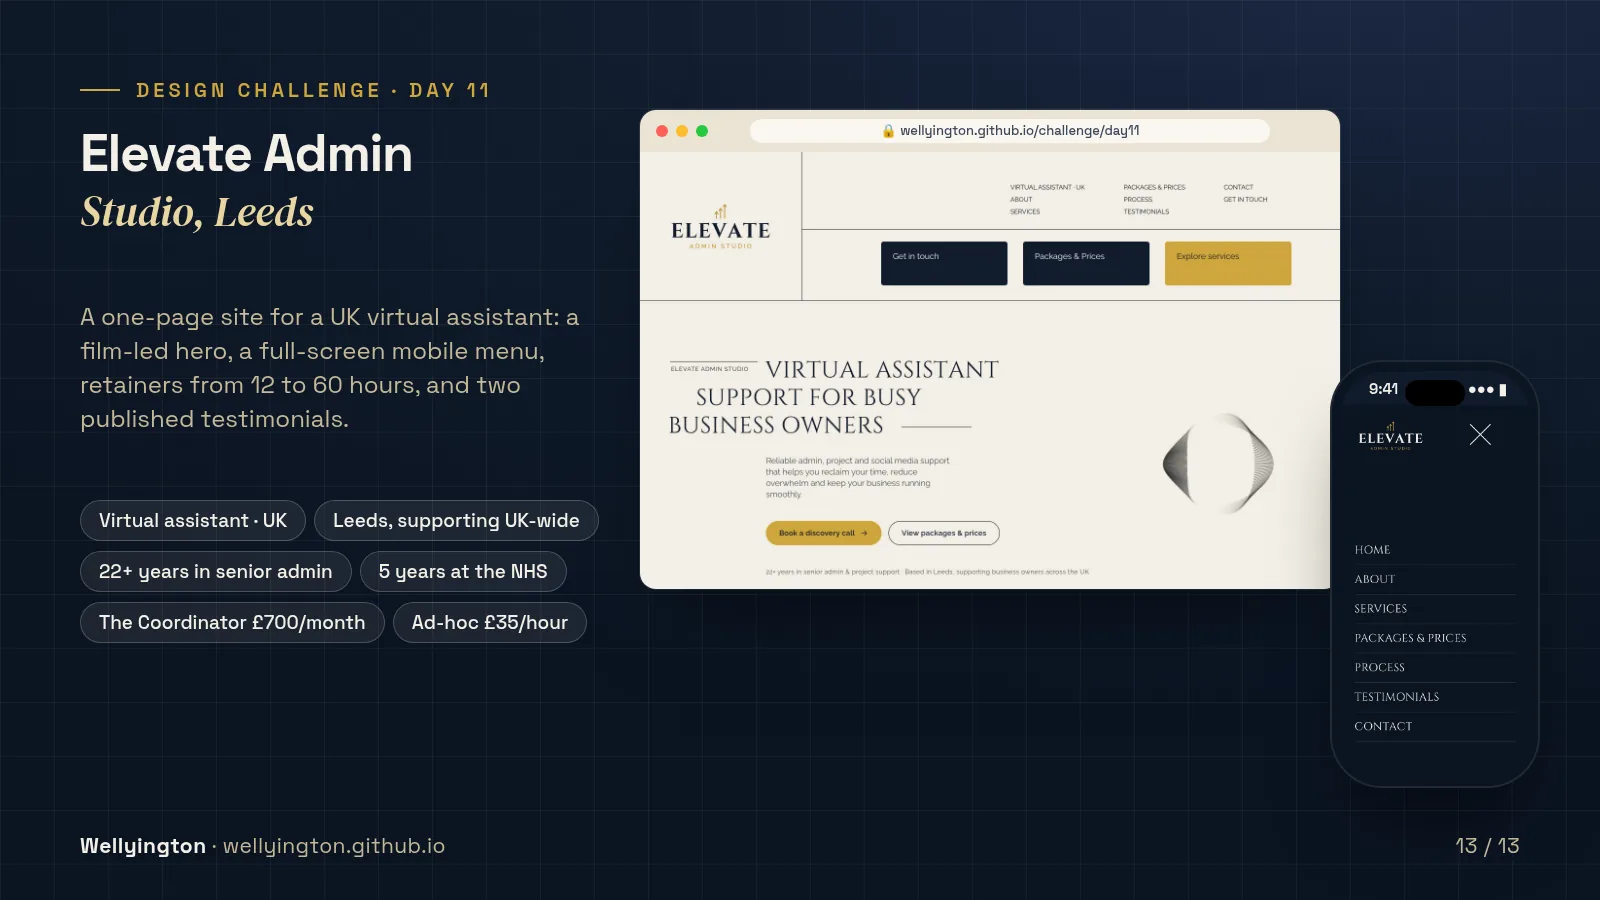 DESIGN CHALLENGE · DAY 11
Elevate Admin
Studio, Leeds
A one-page site for a UK virtual assistant: a
film-led hero, a full-screen mobile menu,
retainers from 12 to 60 hours, and two
published testimonials.
Virtual assistant · UK
Leeds, supporting UK-wide
22+ years in senior admin
5 years at the NHS
The Coordinator £700/month
Ad-hoc £35/hour
wellyington.github.io/challenge/day11
ELEVATE
ADMIN STUDIO
VIRTUAL ASSISTANT · UK
ABOUT
SERVICES
PACKAGES & PRICES
PROCESS
TESTIMONIALS
CONTACT
GET IN TOUCH
Get in touch
Packages & Prices
Explore services
ELEVATE ADMIN STUDIO
VIRTUAL ASSISTANT
SUPPORT FOR BUSY
BUSINESS OWNERS
Reliable admin, project and social media support
that helps you reclaim your time, reduce
overwhelm and keep your business running
smoothly.
Book a discovery call →
View packages & prices
22+ years in senior admin & project support · Based in Leeds, supporting business owners across the UK
9:41
ELEVATE
ADMIN STUDIO
HOME
ABOUT
SERVICES
PACKAGES & PRICES
PROCESS
TESTIMONIALS
CONTACT
Wellyington · wellyington.github.io
13 / 13